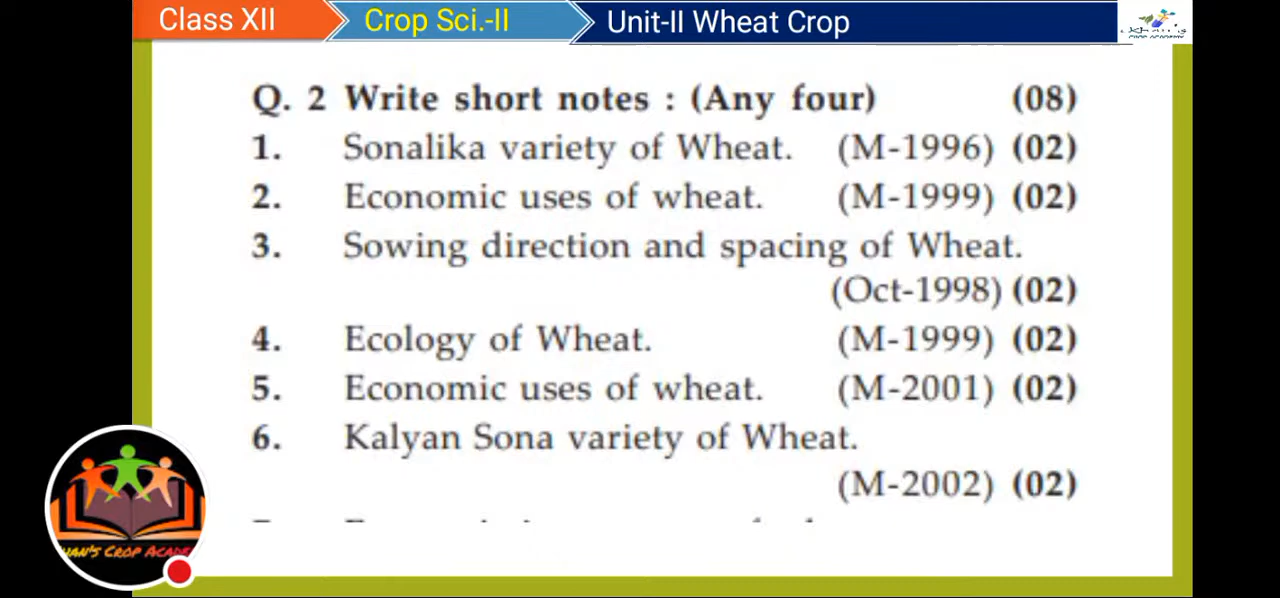 Class XII
Crop Sci.-II
Unit-II Wheat Crop
Q. 2 Write short notes : (Any four) (08)
1. Sonalika variety of Wheat. (M-1996) (02)
2. Economic uses of wheat. (M-1999) (02)
3. Sowing direction and spacing of Wheat.
(Oct-1998) (02)
4. Ecology of Wheat. (M-1999) (02)
5. Economic uses of wheat. (M-2001) (02)
6. Kalyan Sona variety of Wheat.
(M-2002) (02)
CROP ACADE